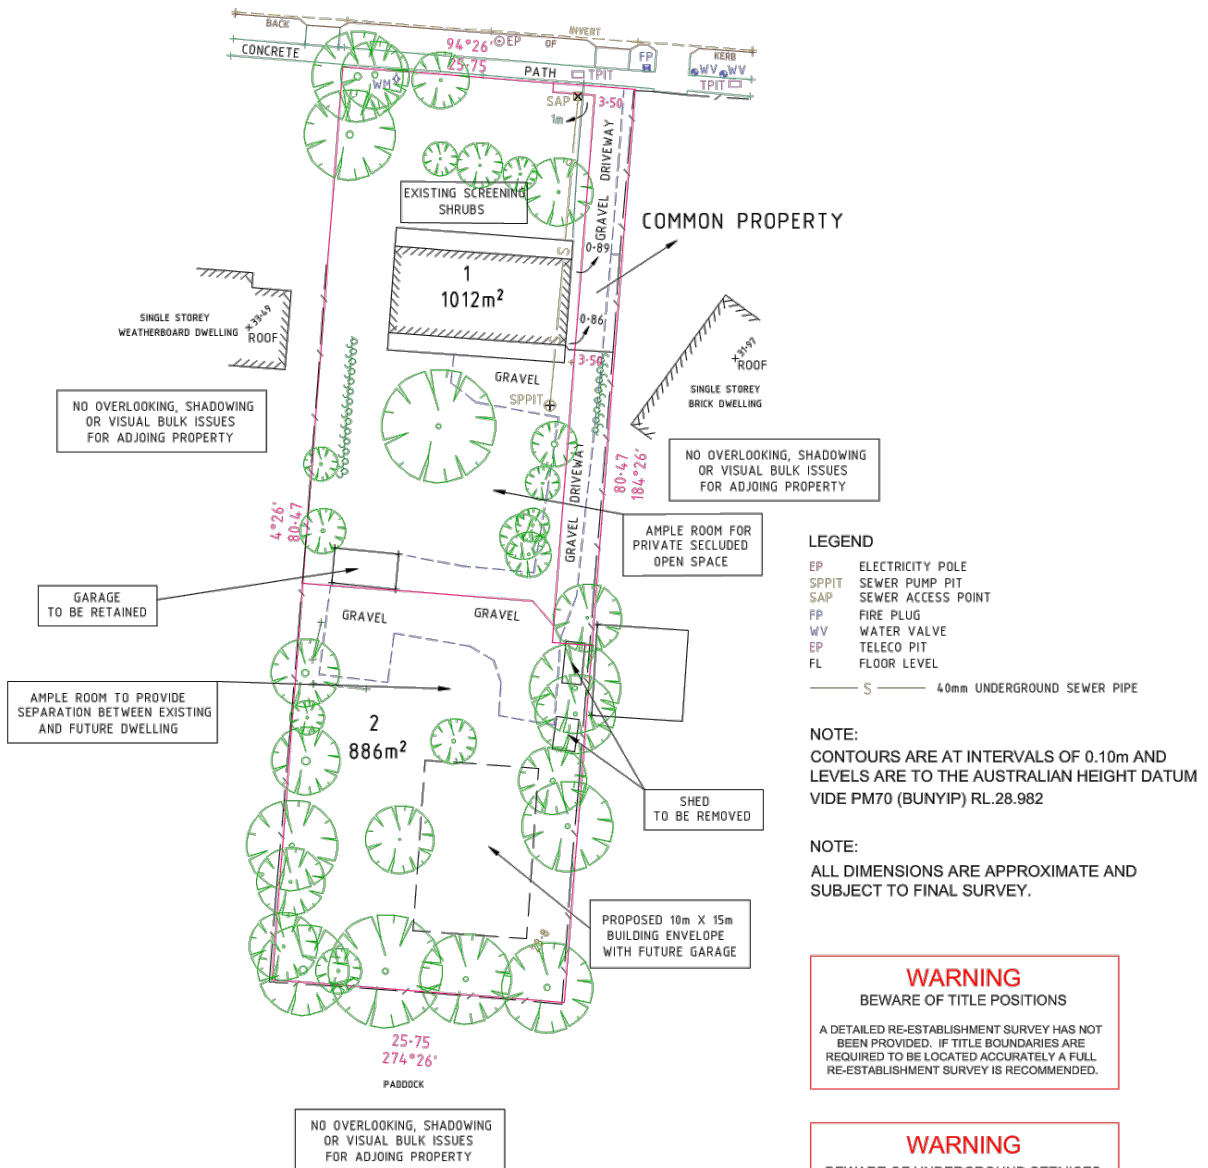 BACK
INVERT
EP
OF
94°26'
CONCRETE
25·75
PATH
TPIT
FP
KERB
WV WV
TPIT
WM
SAP
3·50
1m
GRAVEL DRIVEWAY
EXISTING SCREENING
SHRUBS
COMMON PROPERTY
0·89
S
1
1012m²
0·86
3·50
SINGLE STOREY
WEATHERBOARD DWELLING
33·49
ROOF
31·97
ROOF
SINGLE STOREY
BRICK DWELLING
GRAVEL
SPPIT
NO OVERLOOKING, SHADOWING
OR VISUAL BULK ISSUES
FOR ADJOING PROPERTY
NO OVERLOOKING, SHADOWING
OR VISUAL BULK ISSUES
FOR ADJOING PROPERTY
80·47
184°26'
4°26'
80·47
GRAVEL DRIVEWAY
AMPLE ROOM FOR
PRIVATE SECLUDED
OPEN SPACE
GARAGE
TO BE RETAINED
GRAVEL
GRAVEL
AMPLE ROOM TO PROVIDE
SEPARATION BETWEEN EXISTING
AND FUTURE DWELLING
2
886m²
SHED
TO BE REMOVED
PROPOSED 10m X 15m
BUILDING ENVELOPE
WITH FUTURE GARAGE
25·75
274°26'
PADDOCK
NO OVERLOOKING, SHADOWING
OR VISUAL BULK ISSUES
FOR ADJOING PROPERTY
LEGEND
EP ELECTRICITY POLE
SPPIT SEWER PUMP PIT
SAP SEWER ACCESS POINT
FP FIRE PLUG
WV WATER VALVE
EP TELECO PIT
FL FLOOR LEVEL
S 40mm UNDERGROUND SEWER PIPE
NOTE:
CONTOURS ARE AT INTERVALS OF 0.10m AND
LEVELS ARE TO THE AUSTRALIAN HEIGHT DATUM
VIDE PM70 (BUNYIP) RL.28.982
NOTE:
ALL DIMENSIONS ARE APPROXIMATE AND
SUBJECT TO FINAL SURVEY.
WARNING
BEWARE OF TITLE POSITIONS
A DETAILED RE-ESTABLISHMENT SURVEY HAS NOT
BEEN PROVIDED. IF TITLE BOUNDARIES ARE
REQUIRED TO BE LOCATED ACCURATELY A FULL
RE-ESTABLISHMENT SURVEY IS RECOMMENDED.
WARNING